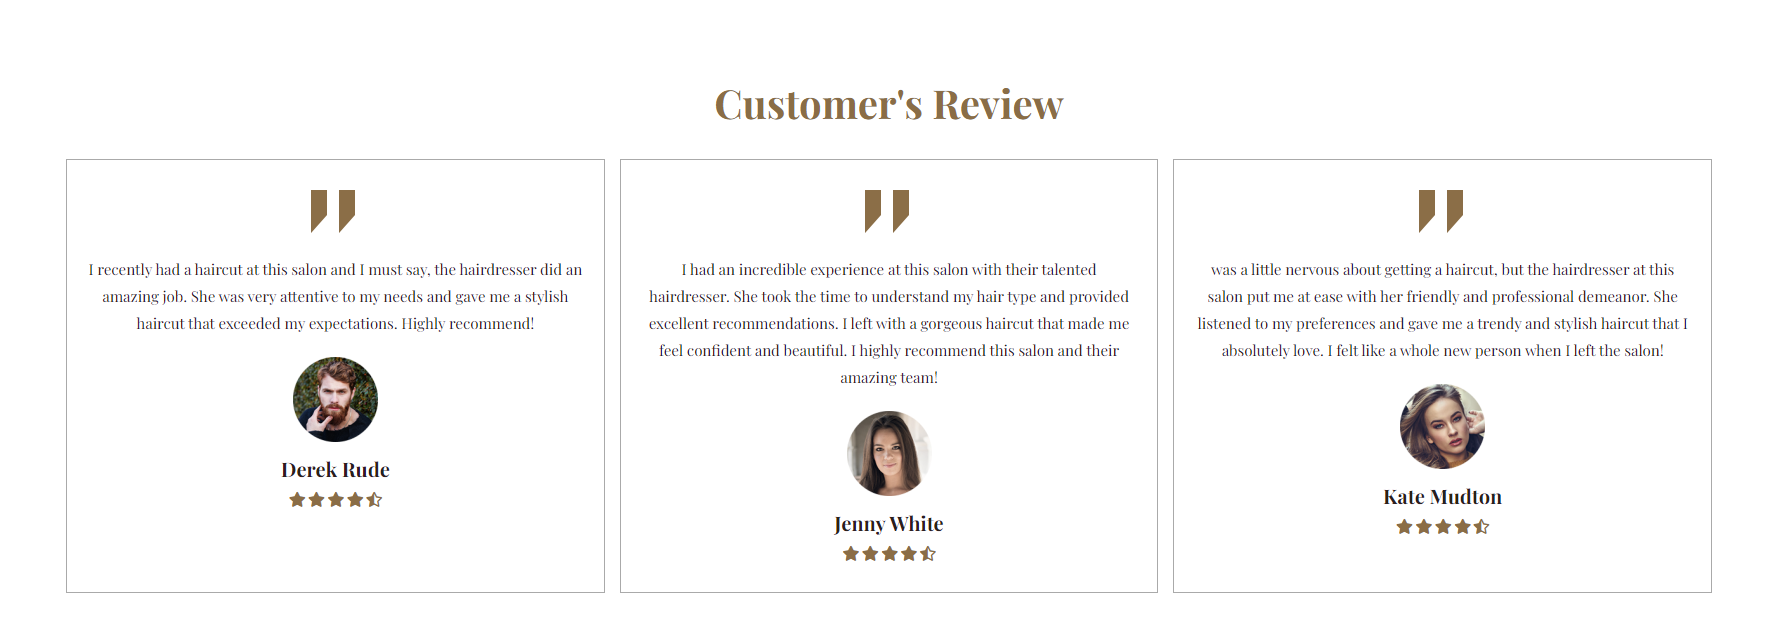 Customer's Review
I recently had a haircut at this salon and I must say, the hairdresser did an
amazing job. She was very attentive to my needs and gave me a stylish
haircut that exceeded my expectations. Highly recommend!
Derek Rude
I had an incredible experience at this salon with their talented
hairdresser. She took the time to understand my hair type and provided
excellent recommendations. I left with a gorgeous haircut that made me
feel confident and beautiful. I highly recommend this salon and their
amazing team!
Jenny White
was a little nervous about getting a haircut, but the hairdresser at this
salon put me at ease with her friendly and professional demeanor. She
listened to my preferences and gave me a trendy and stylish haircut that I
absolutely love. I felt like a whole new person when I left the salon!
Kate Mudton